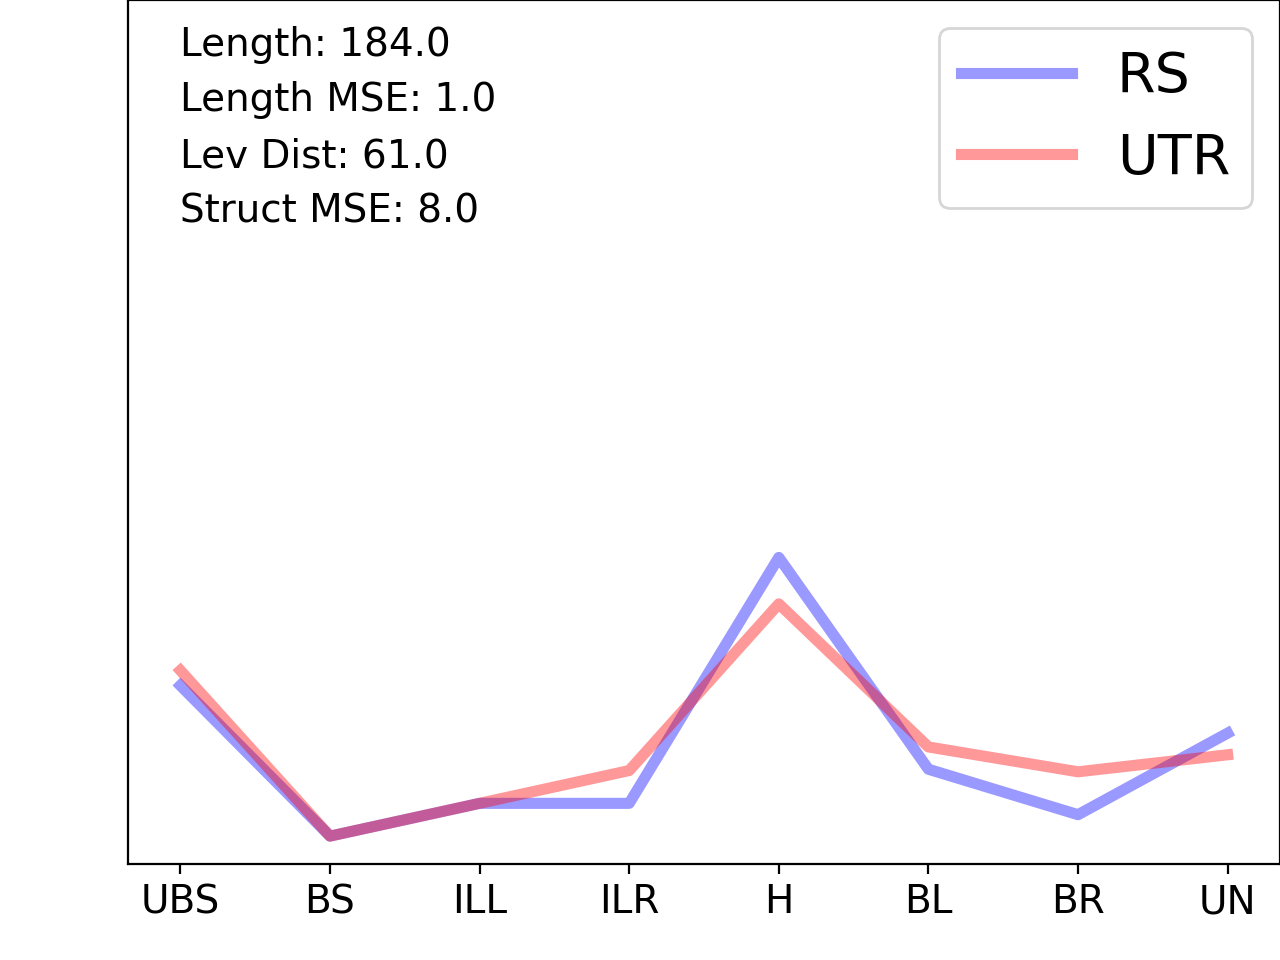 Length: 184.0
Length MSE: 1.0
Lev Dist: 61.0
Struct MSE: 8.0
RS
UTR
UBS BS ILL ILR H BL BR UN